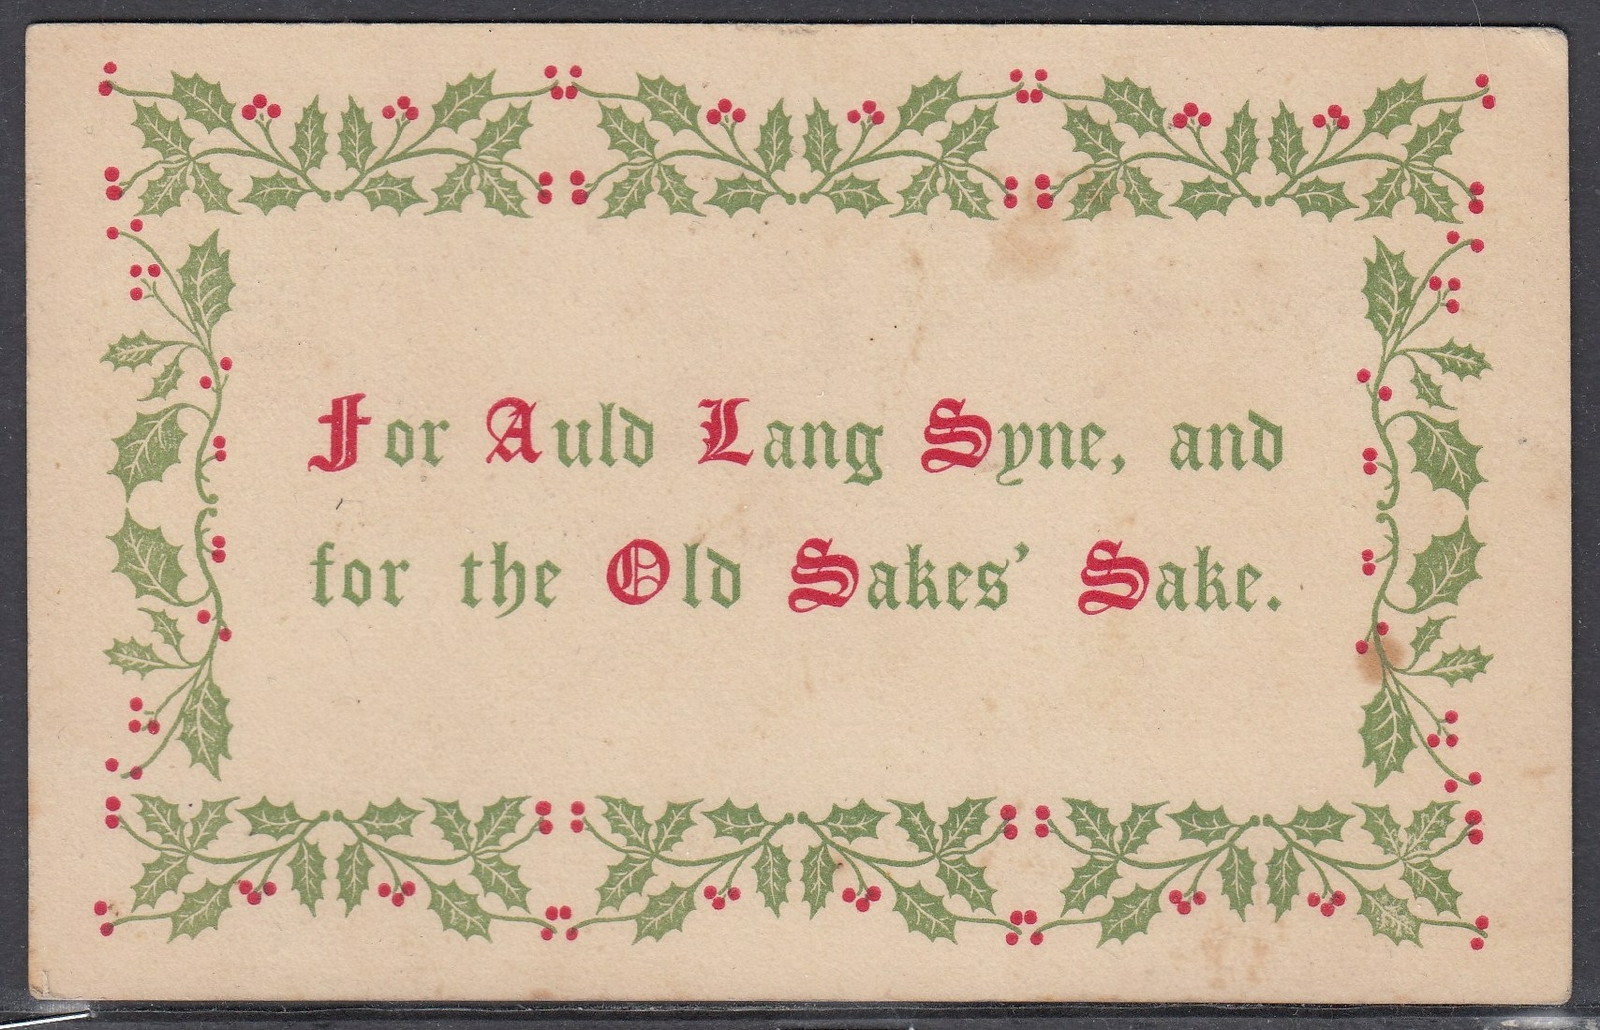 For Auld Lang Syne, and
for the Old Sakes' Sake.